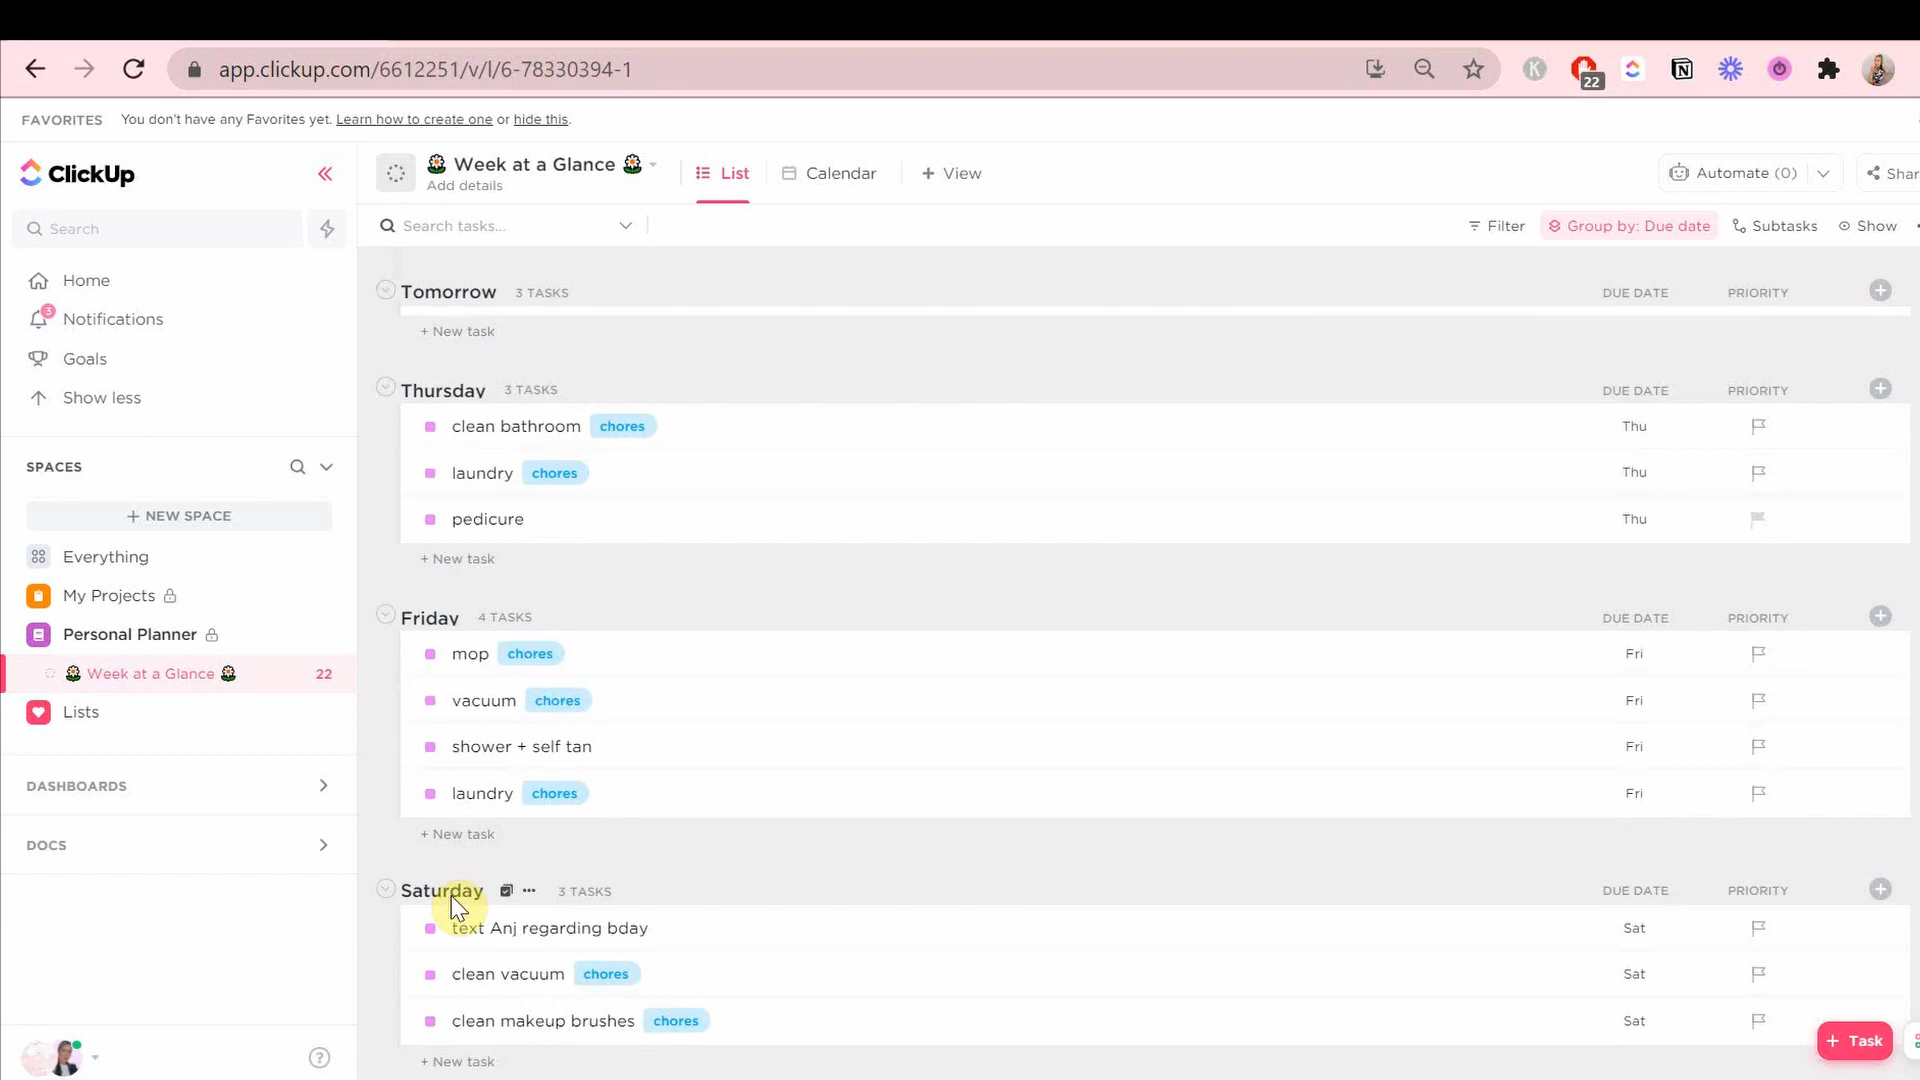 app.clickup.com/6612251/v/l/6-78330394-1
K
22
FAVORITES You don't have any Favorites yet. Learn how to create one or hide this.
ClickUp
Week at a Glance
Add details
List
Calendar
+ View
Automate (0)
Shar
Search
Search tasks...
Filter
Group by: Due date
Subtasks
Show
Home
3
Notifications
Goals
Show less
SPACES
+ NEW SPACE
Everything
My Projects
Personal Planner
Week at a Glance 22
Lists
DASHBOARDS
DOCS
Tomorrow 3 TASKS DUE DATE PRIORITY
+ New task
Thursday 3 TASKS DUE DATE PRIORITY
clean bathroom chores Thu
laundry chores Thu
pedicure Thu
+ New task
Friday 4 TASKS DUE DATE PRIORITY
mop chores Fri
vacuum chores Fri
shower + self tan Fri
laundry chores Fri
+ New task
Saturday 3 TASKS DUE DATE PRIORITY
text Anj regarding bday Sat
clean vacuum chores Sat
clean makeup brushes chores Sat
+ New task
+ Task